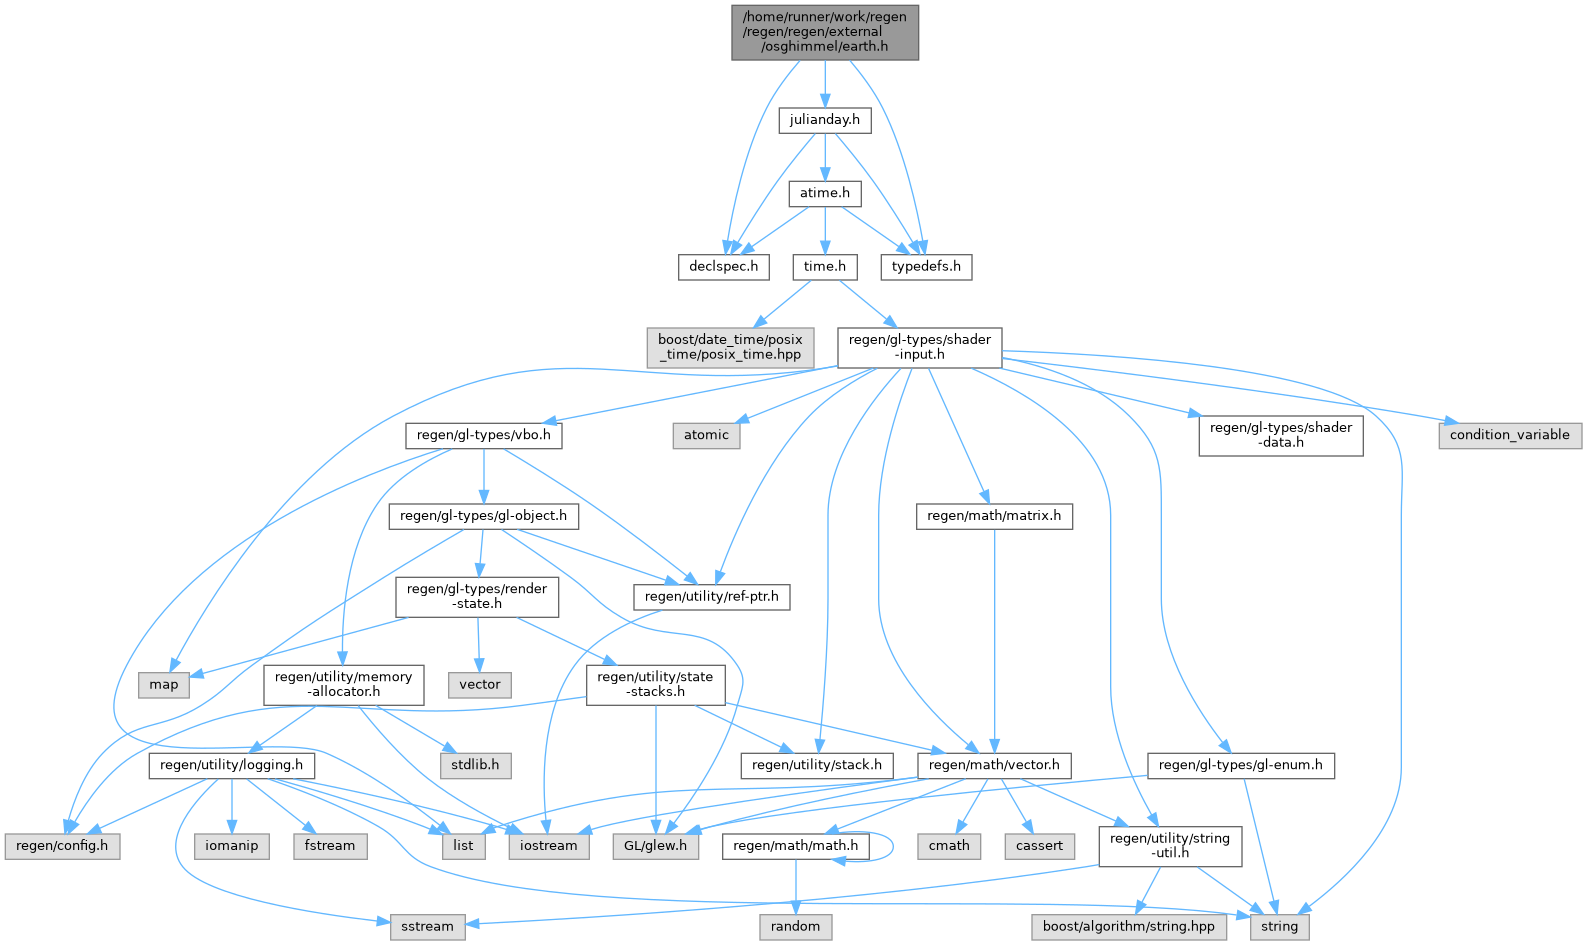 /home/runner/work/regen
/regen/regen/external
/osghimmel/earth.h
julianday.h
atime.h
declspec.h
time.h
typedefs.h
boost/date_time/posix
_time/posix_time.hpp
regen/gl-types/shader
-input.h
regen/gl-types/vbo.h
atomic
regen/gl-types/shader
-data.h
condition_variable
regen/gl-types/gl-object.h
regen/math/matrix.h
regen/gl-types/render
-state.h
regen/utility/ref-ptr.h
map
regen/utility/memory
-allocator.h
vector
regen/utility/state
-stacks.h
regen/utility/logging.h
stdlib.h
regen/utility/stack.h
regen/math/vector.h
regen/gl-types/gl-enum.h
regen/config.h
iomanip
fstream
list
iostream
GL/glew.h
regen/math/math.h
cmath
cassert
regen/utility/string
-util.h
sstream
random
boost/algorithm/string.hpp
string